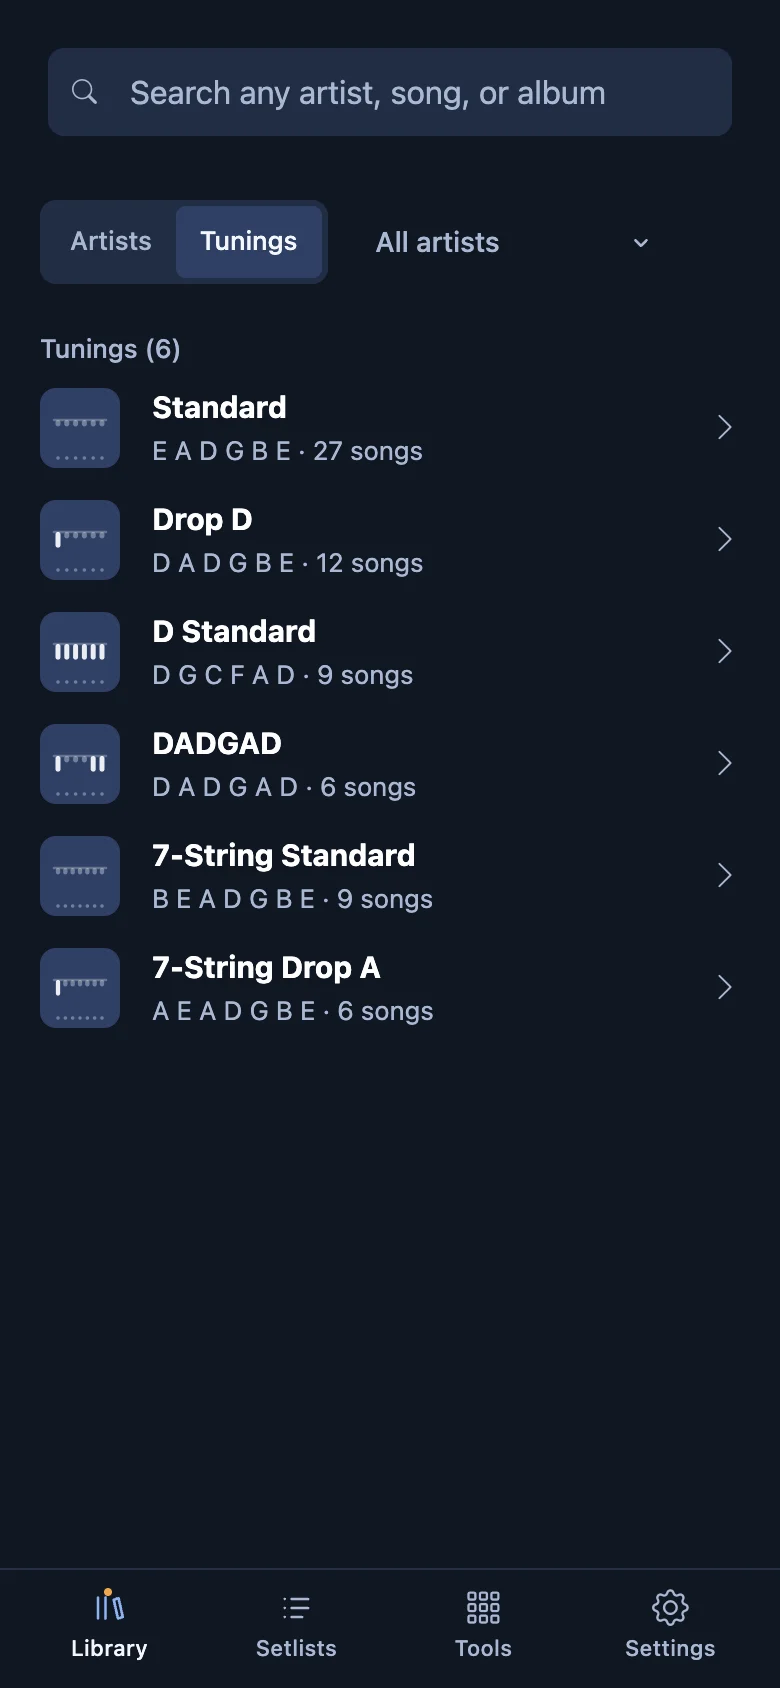 Search any artist, song, or album
Artists
Tunings
All artists
Tunings (6)
Standard
E A D G B E · 27 songs
Drop D
D A D G B E · 12 songs
D Standard
D G C F A D · 9 songs
DADGAD
D A D G A D · 6 songs
7-String Standard
B E A D G B E · 9 songs
7-String Drop A
A E A D G B E · 6 songs
Library
Setlists
Tools
Settings